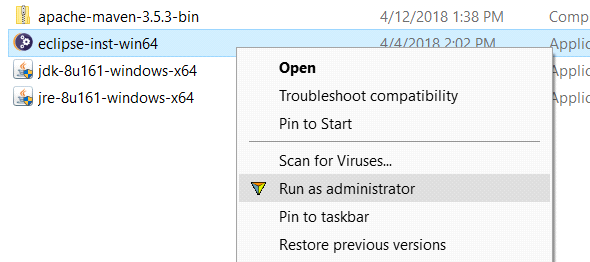 apache-maven-3.5.3-bin 4/12/2018 1:38 PM Comp
eclipse-inst-win64 4/4/2018 2:02 PM Applic
jdk-8u161-windows-x64 Applic
jre-8u161-windows-x64 Applic
Open
Troubleshoot compatibility
Pin to Start
Scan for Viruses...
Run as administrator
Pin to taskbar
Restore previous versions